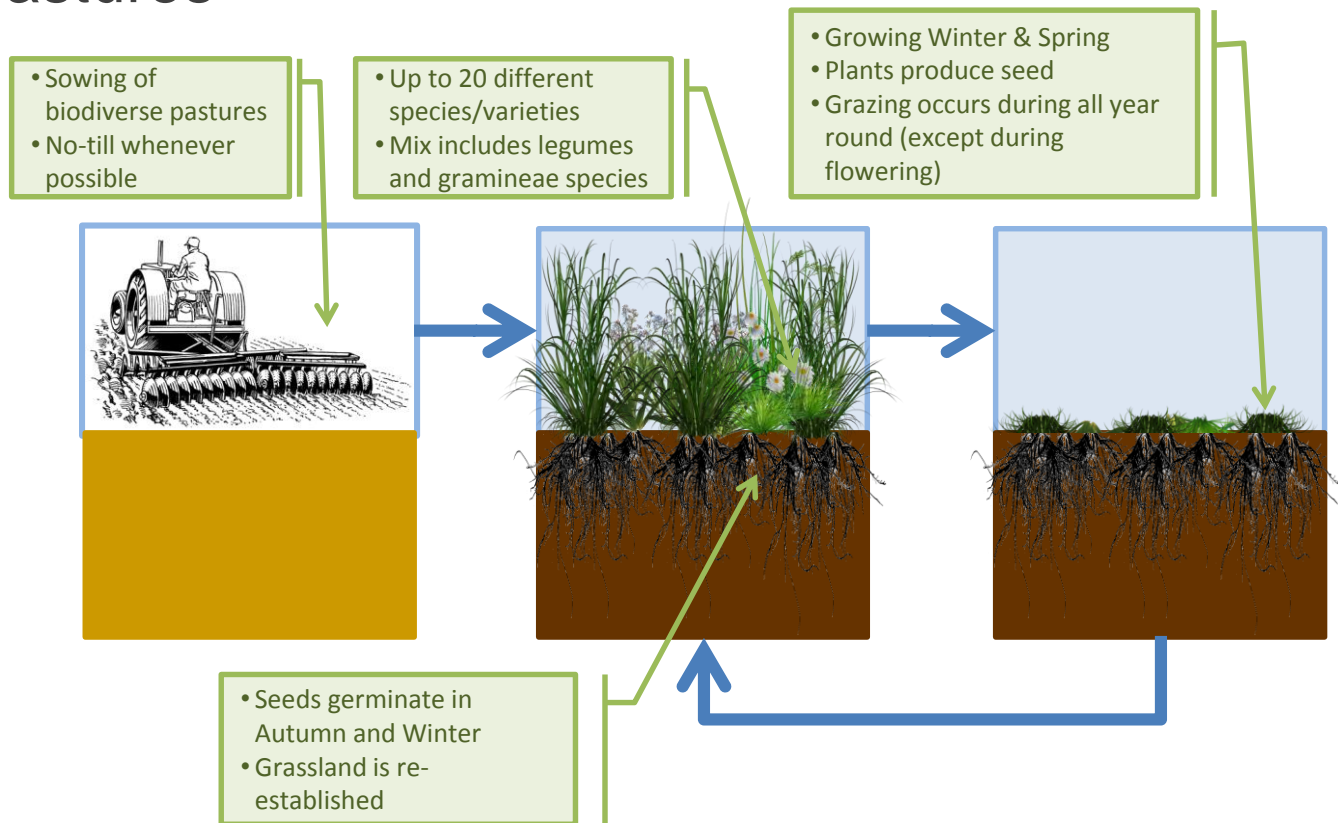 • Sowing of
biodiverse pastures
• No-till whenever
possible
• Up to 20 different
species/varieties
• Mix includes legumes
and gramineae species
• Growing Winter & Spring
• Plants produce seed
• Grazing occurs during all year
round (except during
flowering)
• Seeds germinate in
Autumn and Winter
• Grassland is re-
established